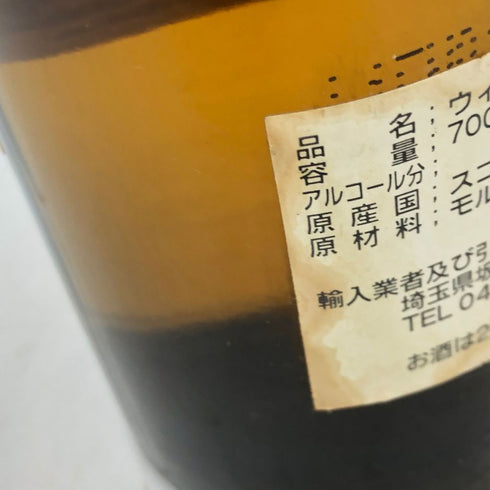 品名；ウィ
容量；700
アルコール分；
原産国；スコ
原材料；モル
輸入業者及び引
埼玉県坂
TEL 04
お酒は2